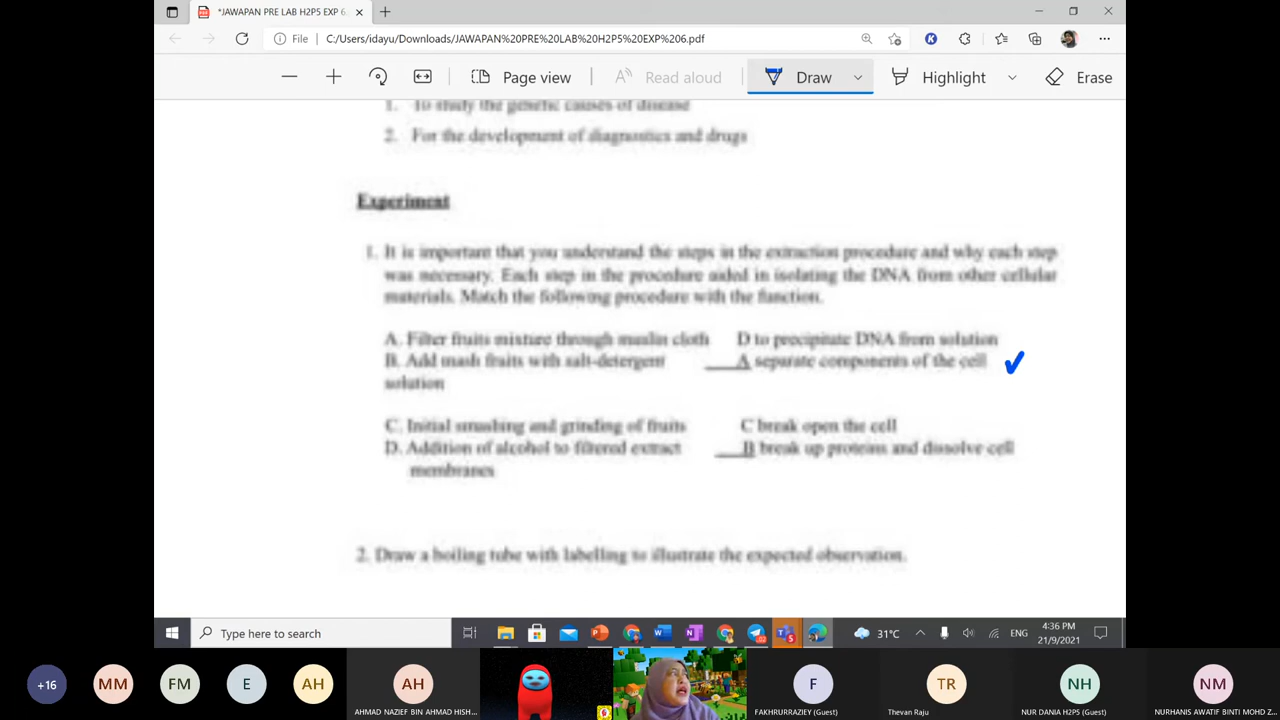 *JAWAPAN PRE LAB H2P5 EXP 6
File C:/Users/idayu/Downloads/JAWAPAN%20PRE%20LAB%20H2P5%20EXP%206.pdf
Page view Read aloud Draw Highlight Erase
1. To study the genetic causes of disease
2. For the development of diagnostics and drugs
Experiment
1. It is important that you understand the steps in the extraction procedure and why each step
was necessary. Each step in the procedure aided in isolating the DNA from other cellular
materials. Match the following procedure with the function.
A. Filter fruits mixture through muslin cloth D to precipitate DNA from solution
B. Add mash fruits with salt-detergent ____A separate components of the cell
solution
C. Initial smashing and grinding of fruits C break open the cell
D. Addition of alcohol to filtered extract ____B break up proteins and dissolve cell
membranes
2. Draw a boiling tube with labelling to illustrate the expected observation.
Type here to search
31°C ENG 4:36 PM
21/9/2021
+16 MM FM E AH AH F TR NH NM
AHMAD NAZIEF BIN AHMAD HISH... FAKHRURRAZIEY (Guest) Thevan Raju NUR DANIA H2P5 (Guest) NURHANIS AWATIF BINTI MOHD Z...